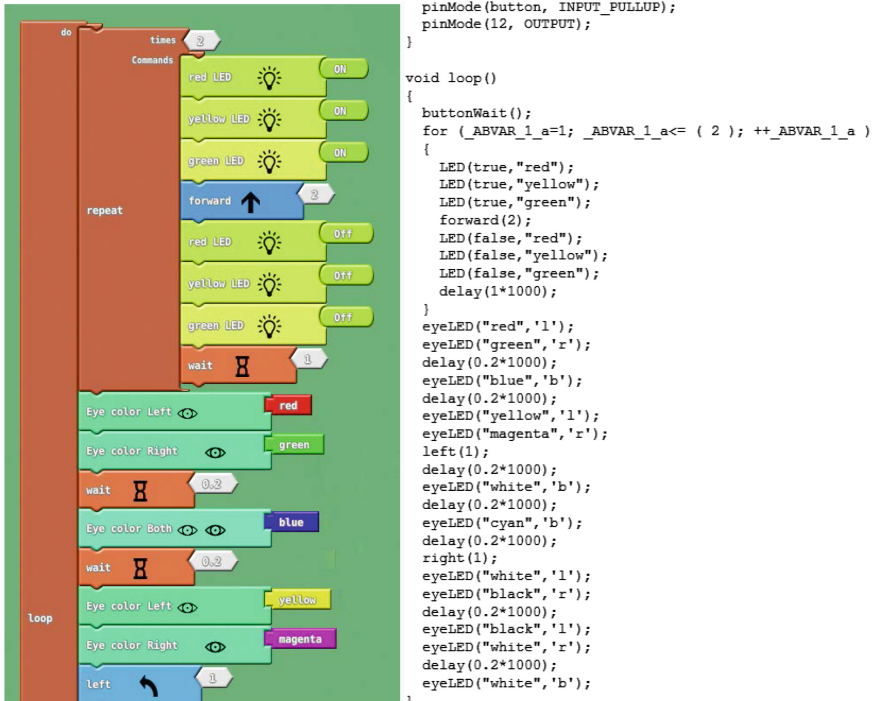 do
times 2
Commands
red LED ON
yellow LED ON
green LED ON
forward 2
repeat
red LED Off
yellow LED Off
green LED Off
wait 1
Eye color Left red
Eye color Right green
wait 0.2
Eye color Both blue
wait 0.2
Eye color Left yellow
loop
Eye color Right magenta
left 1
pinMode(button, INPUT_PULLUP);
pinMode(12, OUTPUT);
}
void loop()
{
buttonWait();
for (_ABVAR_1_a=1; _ABVAR_1_a<= ( 2 ); ++_ABVAR_1_a )
{
LED(true,"red");
LED(true,"yellow");
LED(true,"green");
forward(2);
LED(false,"red");
LED(false,"yellow");
LED(false,"green");
delay(1*1000);
}
eyeLED("red",'l');
eyeLED("green",'r');
delay(0.2*1000);
eyeLED("blue",'b');
delay(0.2*1000);
eyeLED("yellow",'l');
eyeLED("magenta",'r');
left(1);
delay(0.2*1000);
eyeLED("white",'b');
delay(0.2*1000);
eyeLED("cyan",'b');
delay(0.2*1000);
right(1);
eyeLED("white",'l');
eyeLED("black",'r');
delay(0.2*1000);
eyeLED("black",'l');
eyeLED("white",'r');
delay(0.2*1000);
eyeLED("white",'b');
}